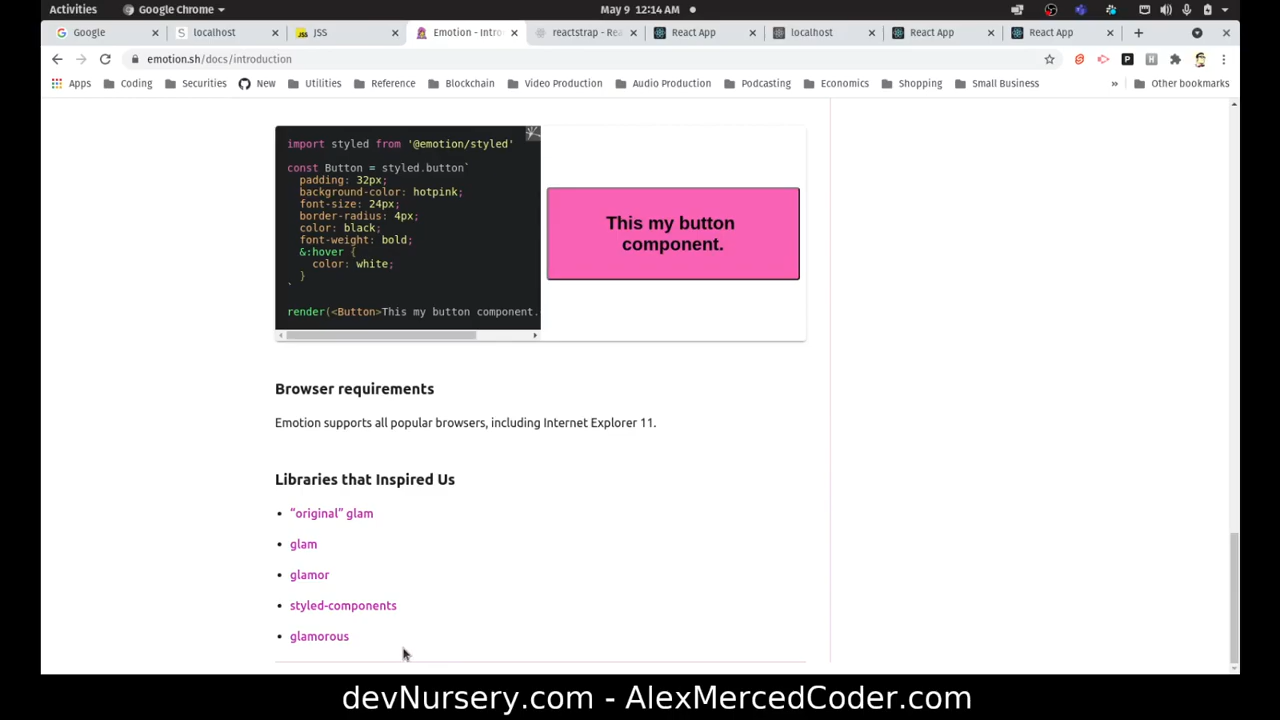 Activities
Google Chrome
May 9 12:14 AM
Google
localhost
JSS
Emotion - Intro
reactstrap - Rea
React App
localhost
React App
React App
emotion.sh/docs/introduction
Apps
Coding
Securities
New
Utilities
Reference
Blockchain
Video Production
Audio Production
Podcasting
Economics
Shopping
Small Business
»
Other bookmarks
import styled from '@emotion/styled'
const Button = styled.button`
padding: 32px;
background-color: hotpink;
font-size: 24px;
border-radius: 4px;
color: black;
font-weight: bold;
&:hover {
color: white;
}
`
render(<Button>This my button component.
This my button
component.
Browser requirements
Emotion supports all popular browsers, including Internet Explorer 11.
Libraries that Inspired Us
• “original” glam
• glam
• glamor
• styled-components
• glamorous
devNursery.com - AlexMercedCoder.com